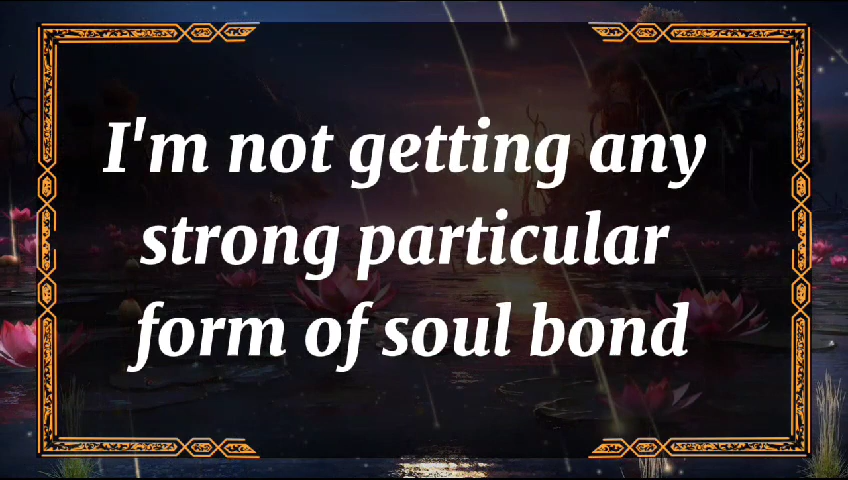 I'm not getting any
strong particular
form of soul bond